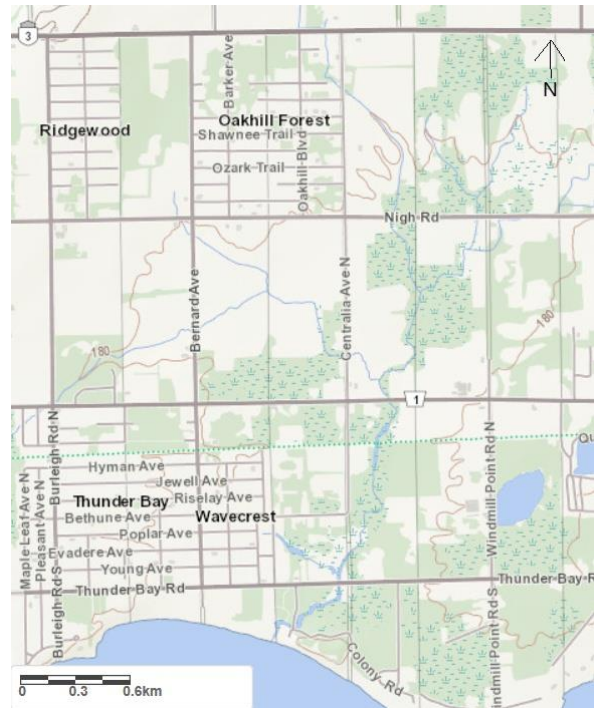 3
N
Barker Ave
Ridgewood
Oakhill Forest
Shawnee Trail
Ozark Trail
Oakhill Blvd
Nigh Rd
Bernard Ave
Centralia Ave N
180
180
1
Burleigh Rd N
Windmill Point Rd N
Hyman Ave
Jewell Ave
Maple Leaf Ave N
Pleasant Ave N
Thunder Bay
Riselay Ave
Bethune Ave
Wavecrest
Poplar Ave
Evadere Ave
Young Ave
Burleigh Rd S
Thunder Bay Rd
Thunder Bay R
indmill Point Rd S
Colony Rd
0 0.3 0.6km